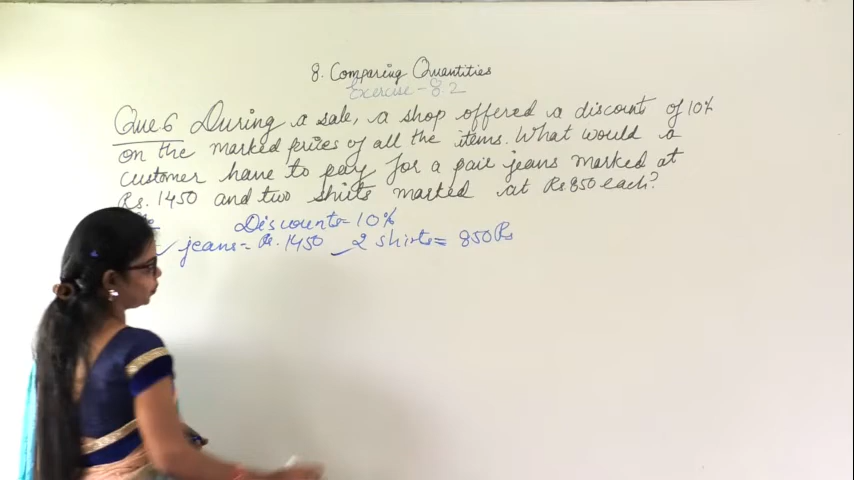 8. Comparing Quantities
Exercise-8.2
Que 6 During a sale, a shop offered a discount of 10%
on the marked prices of all the items. What would a
customer have to pay for a pair jeans marked at
Rs. 1450 and two shirts marked at Rs 850 each?
Discount = 10%
jeans = Rs. 1450 2 shirts = 850 Rs